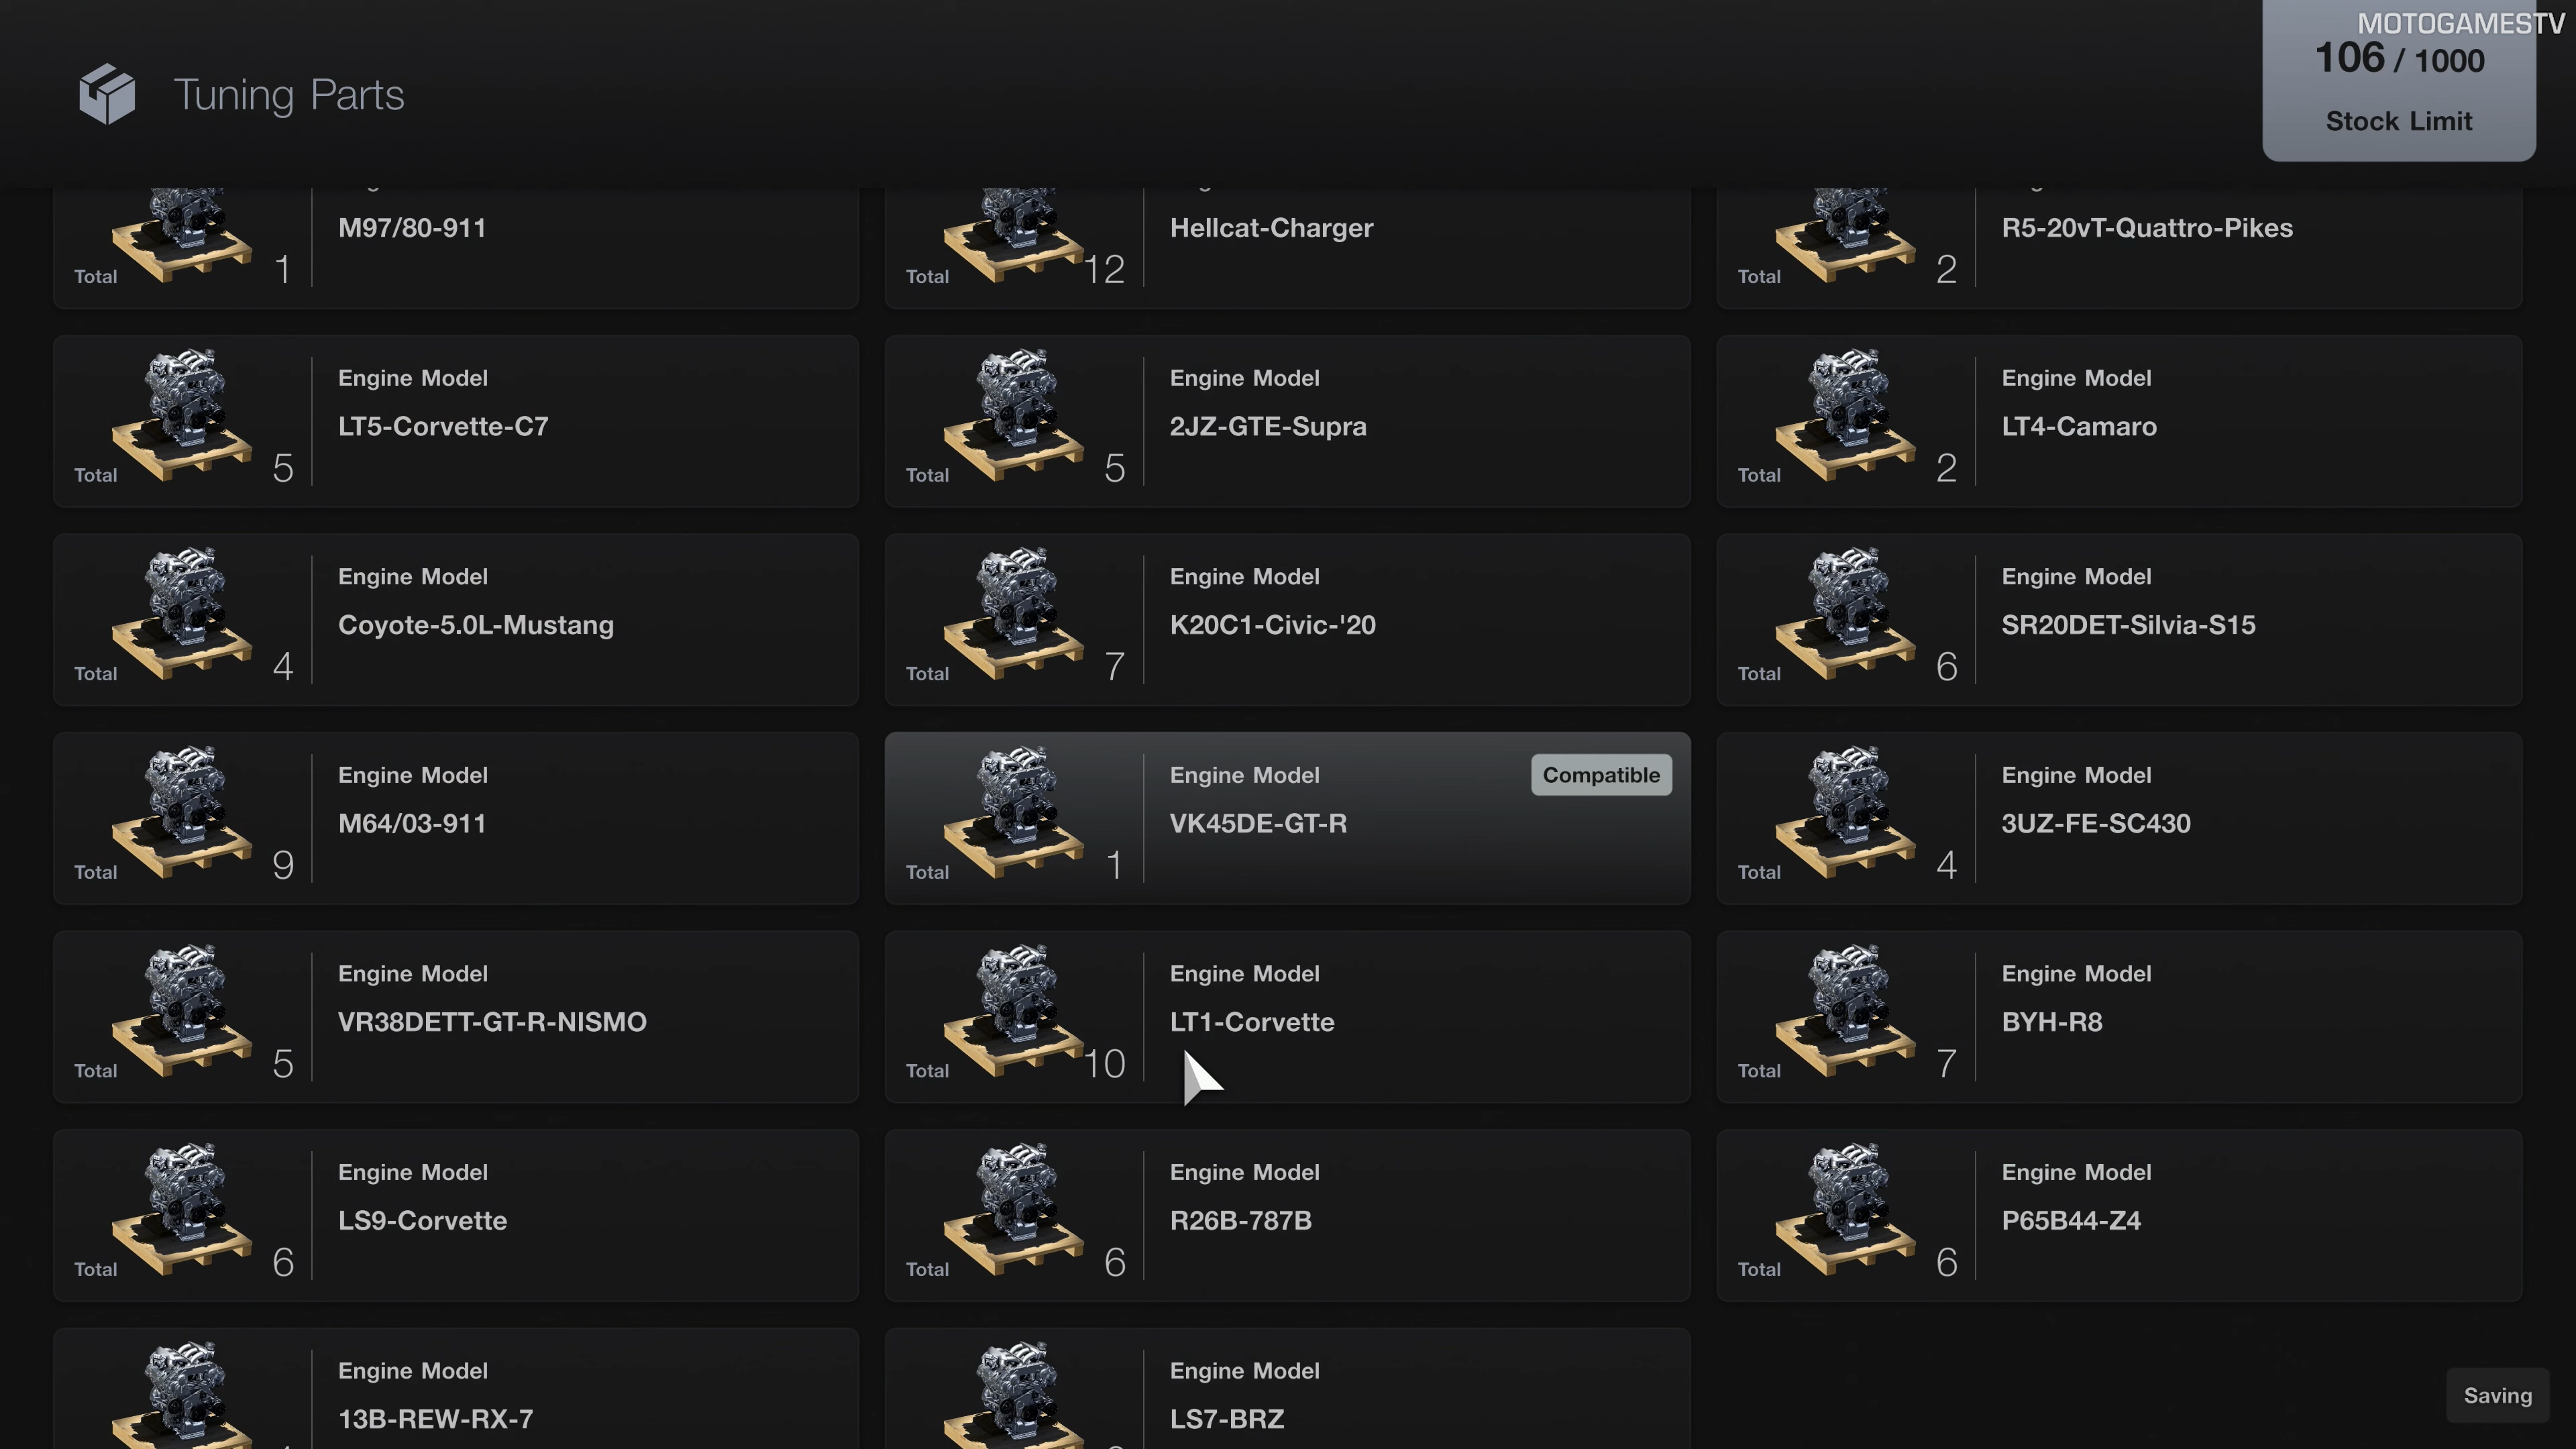 MOTOGAMESTV
Tuning Parts
106 / 1000
Stock Limit
M97/80-911
Total 1
Hellcat-Charger
Total 12
R5-20vT-Quattro-Pikes
Total 2
Engine Model
LT5-Corvette-C7
Total 5
Engine Model
2JZ-GTE-Supra
Total 5
Engine Model
LT4-Camaro
Total 2
Engine Model
Coyote-5.0L-Mustang
Total 4
Engine Model
K20C1-Civic-'20
Total 7
Engine Model
SR20DET-Silvia-S15
Total 6
Engine Model
M64/03-911
Total 9
Engine Model
Compatible
VK45DE-GT-R
Total 1
Engine Model
3UZ-FE-SC430
Total 4
Engine Model
VR38DETT-GT-R-NISMO
Total 5
Engine Model
LT1-Corvette
Total 10
Engine Model
BYH-R8
Total 7
Engine Model
LS9-Corvette
Total 6
Engine Model
R26B-787B
Total 6
Engine Model
P65B44-Z4
Total 6
Engine Model
13B-REW-RX-7
Engine Model
LS7-BRZ
Saving